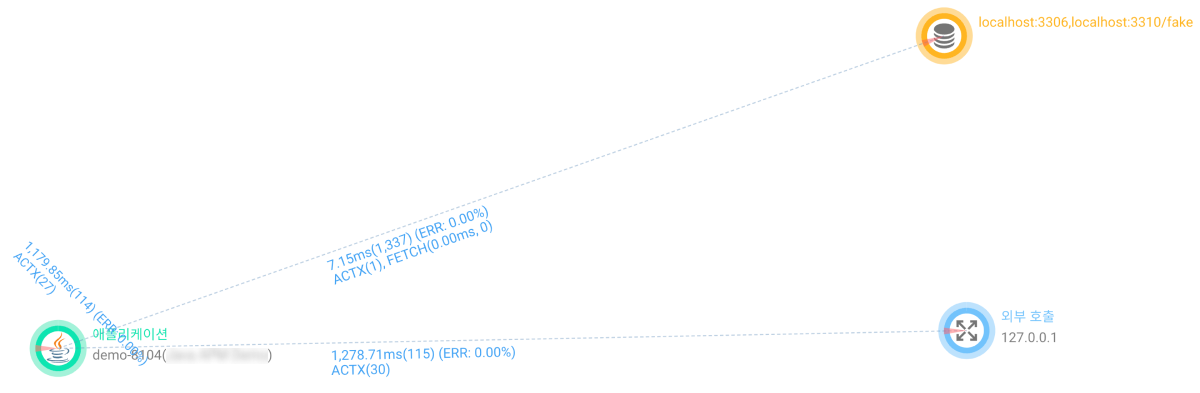 localhost:3306,localhost:3310/fake
7.15ms(1,337) (ERR: 0.00%)
ACTX(1), FETCH(0.00ms, 0)
1,179.85ms(114) (ERR: 0.00%)
ACTX(27)
애플리케이션
demo-8104( )
외부 호출
127.0.0.1
1,278.71ms(115) (ERR: 0.00%)
ACTX(30)